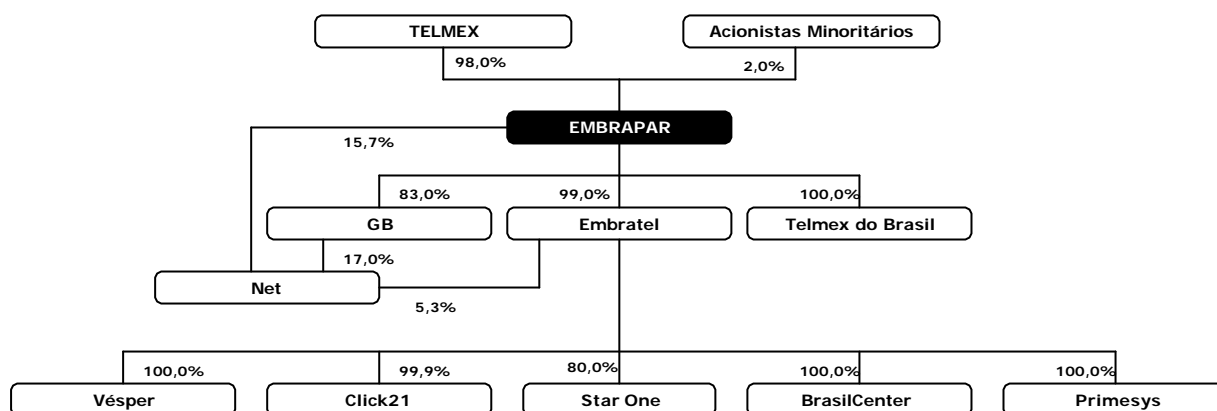 TELMEX
Acionistas Minoritários
98,0%
2,0%
EMBRAPAR
15,7%
83,0%
99,0%
100,0%
GB
Embratel
Telmex do Brasil
17,0%
Net
5,3%
100,0%
99,9%
80,0%
100,0%
100,0%
Vésper
Click21
Star One
BrasilCenter
Primesys